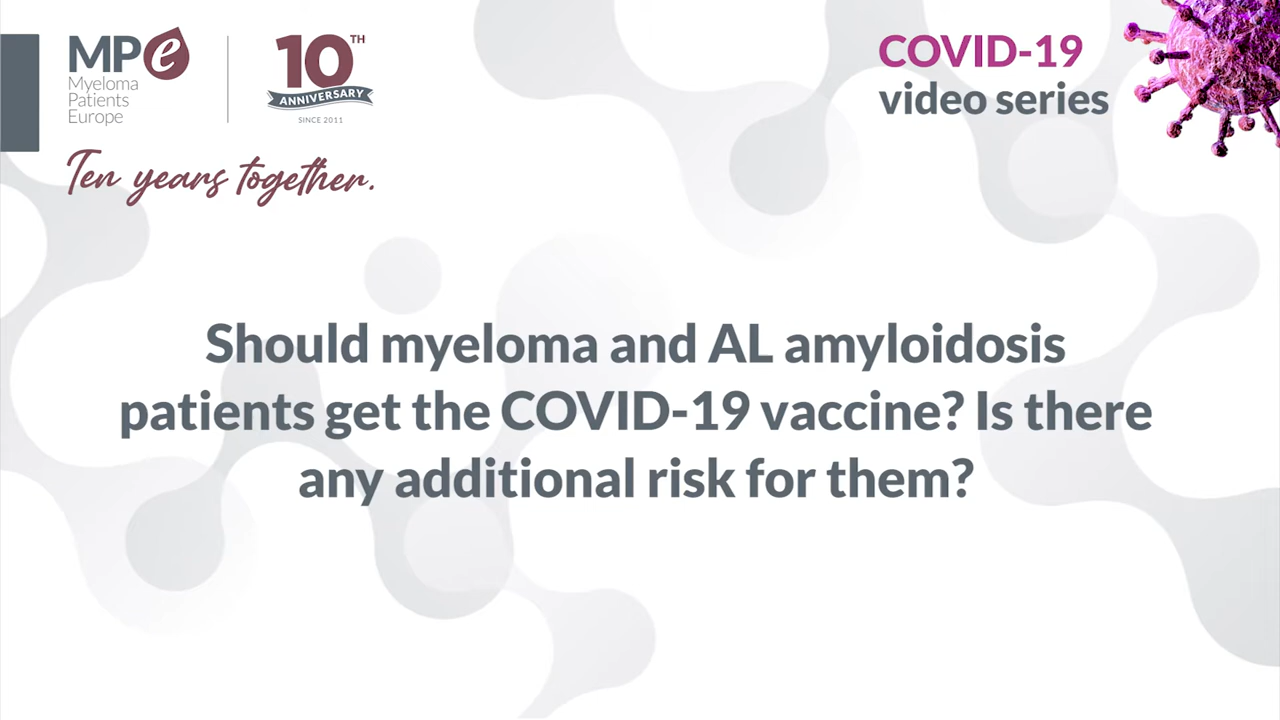 MPe
Myeloma
Patients
Europe
10TH
ANNIVERSARY
SINCE 2011
Ten years together.
COVID-19
video series
Should myeloma and AL amyloidosis
patients get the COVID-19 vaccine? Is there
any additional risk for them?